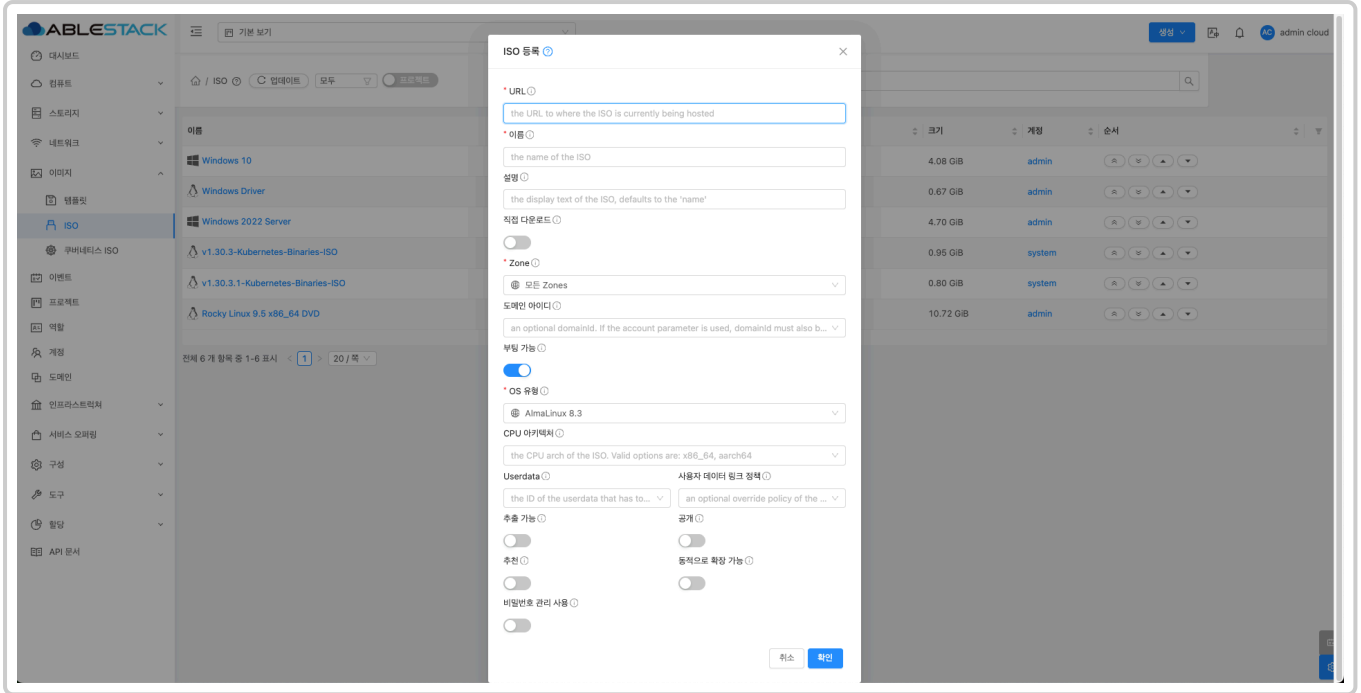 ABLESTACK
기본 보기
생성
AC admin cloud
대시보드
컴퓨트
스토리지
네트워크
이미지
템플릿
ISO
쿠버네티스 ISO
이벤트
프로젝트
역할
계정
도메인
인프라스트럭쳐
서비스 오퍼링
구성
도구
할당
API 문서
/ ISO 업데이트 모두 프로젝트
이름 크기 계정 순서
Windows 10 4.08 GiB admin
Windows Driver 0.67 GiB admin
Windows 2022 Server 4.70 GiB admin
v1.30.3-Kubernetes-Binaries-ISO 0.95 GiB system
v1.30.3.1-Kubernetes-Binaries-ISO 0.80 GiB system
Rocky Linux 9.5 x86_64 DVD 10.72 GiB admin
전체 6 개 항목 중 1-6 표시 < 1 > 20 / 쪽
ISO 등록
* URL
the URL to where the ISO is currently being hosted
* 이름
the name of the ISO
설명
the display text of the ISO, defaults to the 'name'
직접 다운로드
* Zone
모든 Zones
도메인 아이디
an optional domainId. If the account parameter is used, domainId must also b...
부팅 가능
* OS 유형
AlmaLinux 8.3
CPU 아키텍처
the CPU arch of the ISO. Valid options are: x86_64, aarch64
Userdata 사용자 데이터 링크 정책
the ID of the userdata that has to... an optional override policy of the ...
추출 가능 공개
추천 동적으로 확장 가능
비밀번호 관리 사용
취소 확인